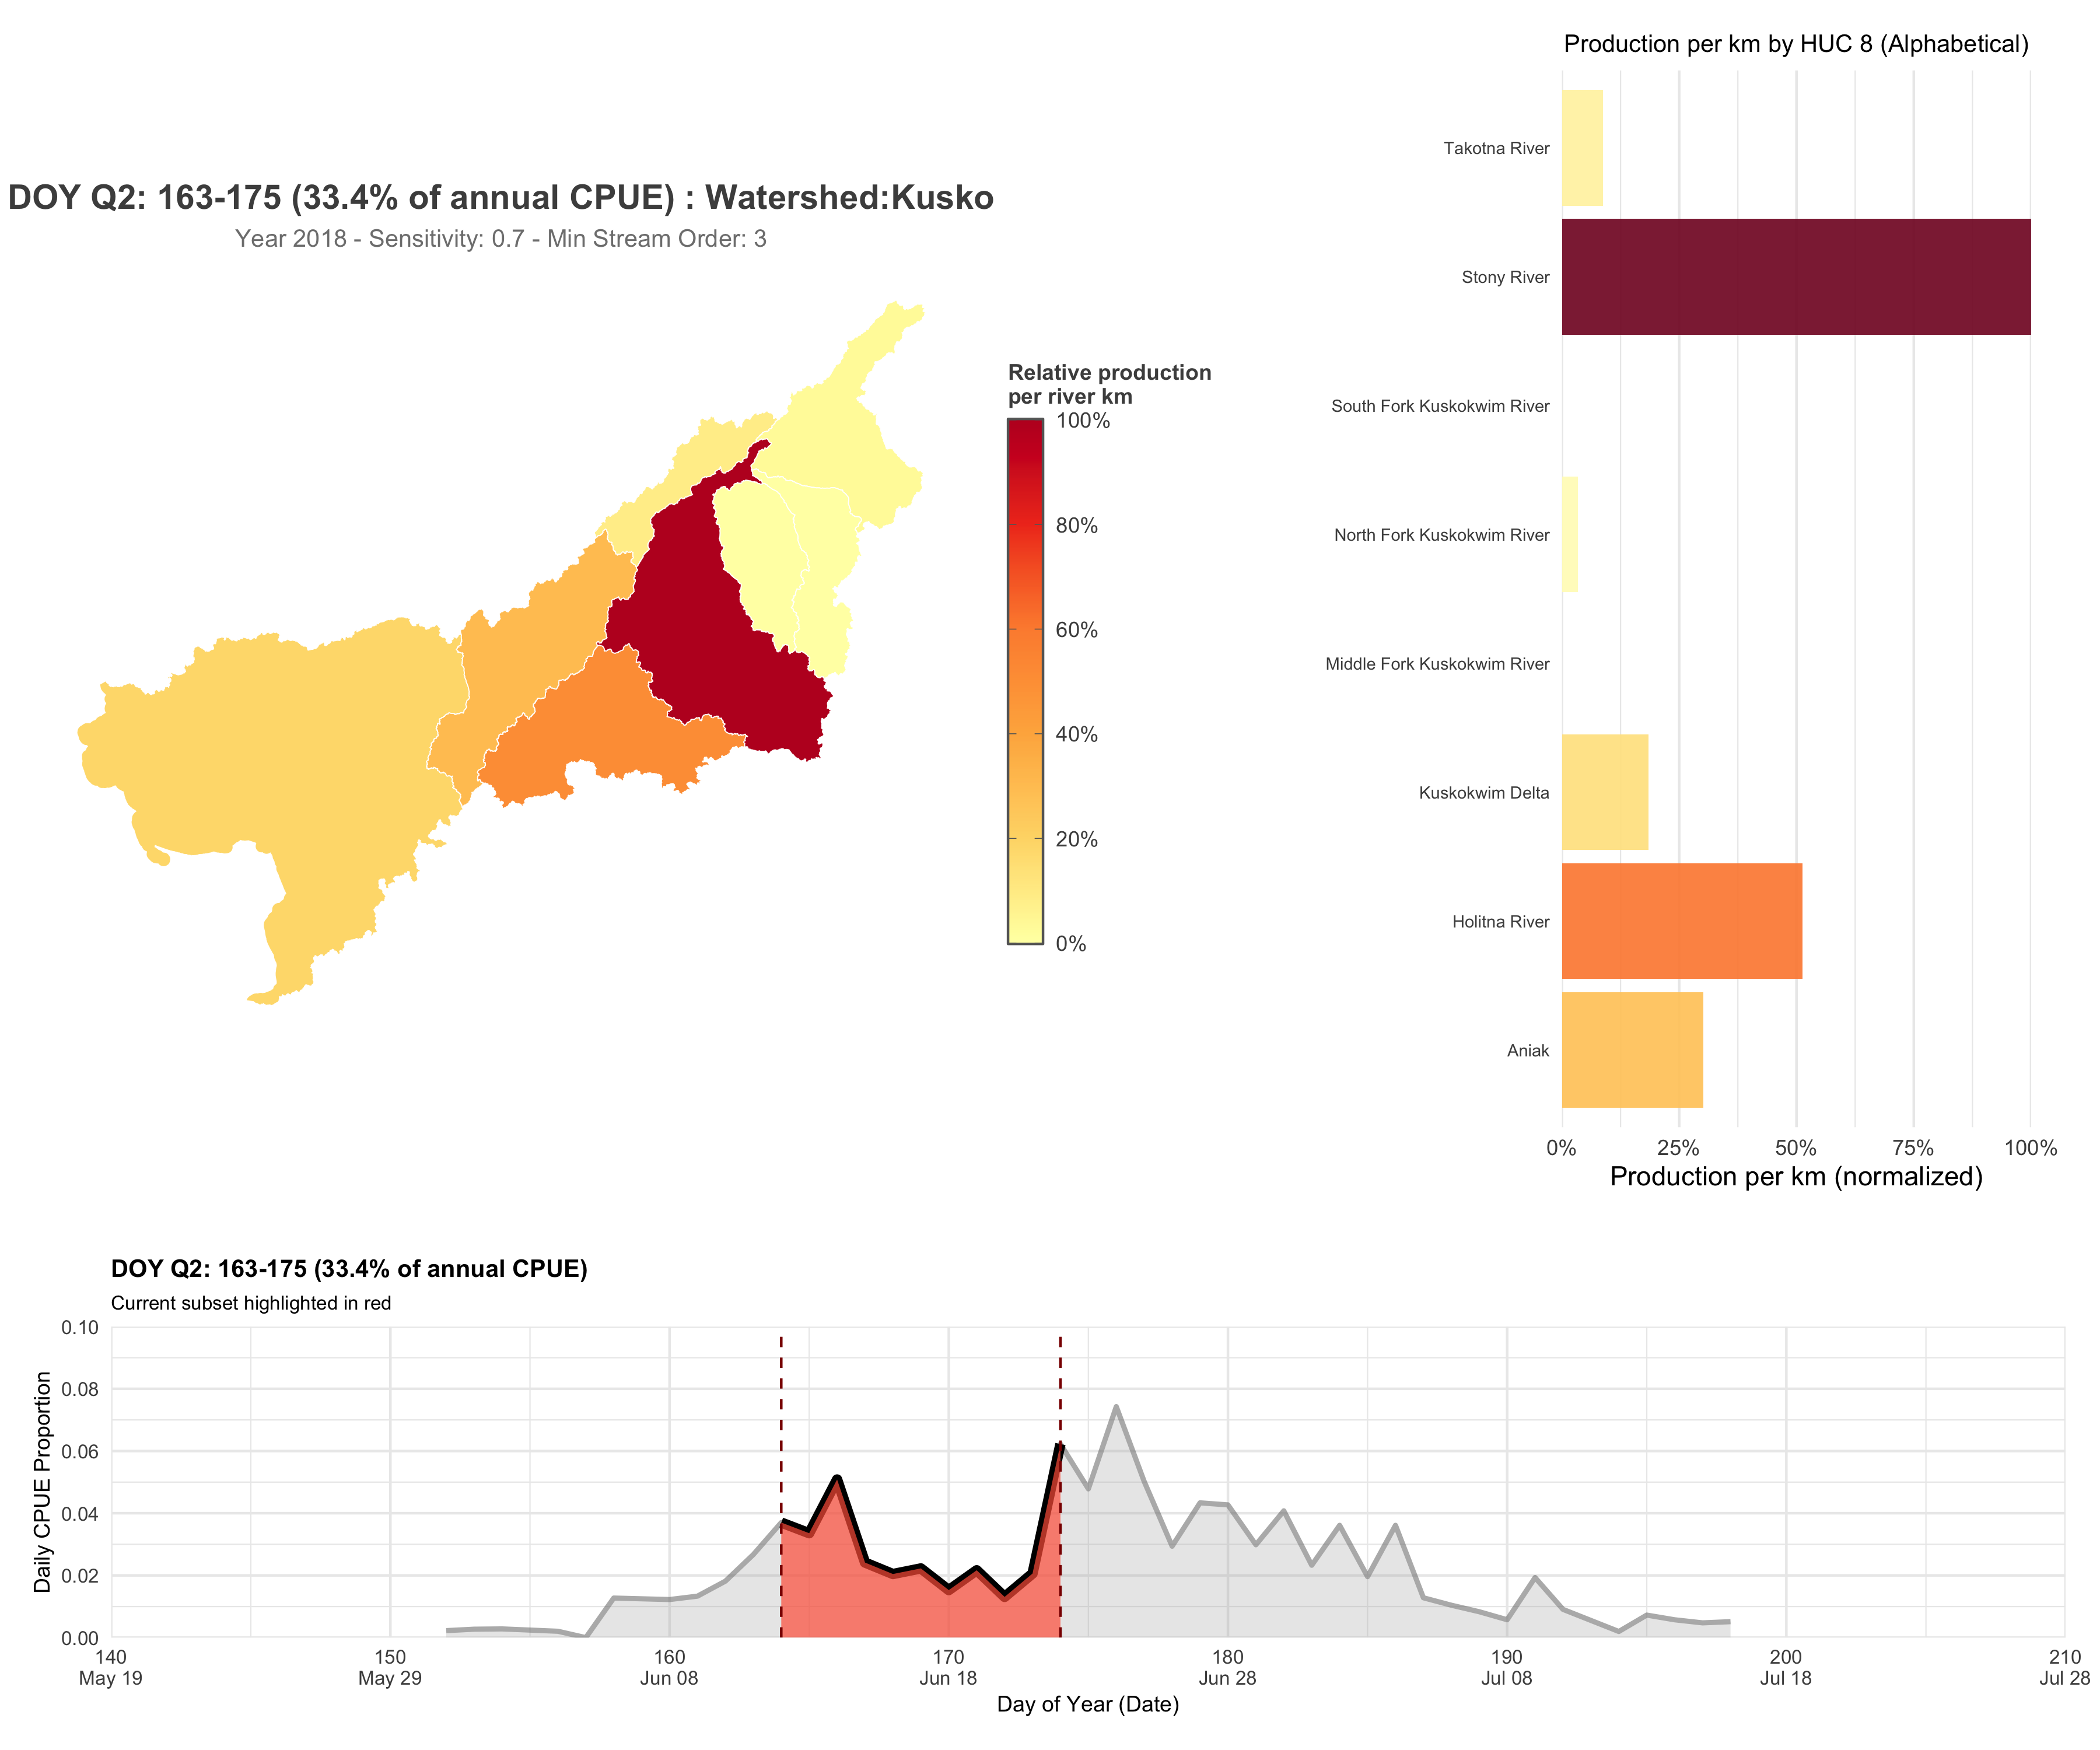 Production per km by HUC 8 (Alphabetical)
Takotna River
Stony River
South Fork Kuskokwim River
North Fork Kuskokwim River
Middle Fork Kuskokwim River
Kuskokwim Delta
Holitna River
Aniak
0% 25% 50% 75% 100%
Production per km (normalized)
DOY Q2: 163-175 (33.4% of annual CPUE) : Watershed:Kusko
Year 2018 - Sensitivity: 0.7 - Min Stream Order: 3
Relative production
per river km
100%
80%
60%
40%
20%
0%
DOY Q2: 163-175 (33.4% of annual CPUE)
Current subset highlighted in red
Daily CPUE Proportion
0.10
0.08
0.06
0.04
0.02
0.00
140 150 160 170 180 190 200 210
May 19 May 29 Jun 08 Jun 18 Jun 28 Jul 08 Jul 18 Jul 28
Day of Year (Date)